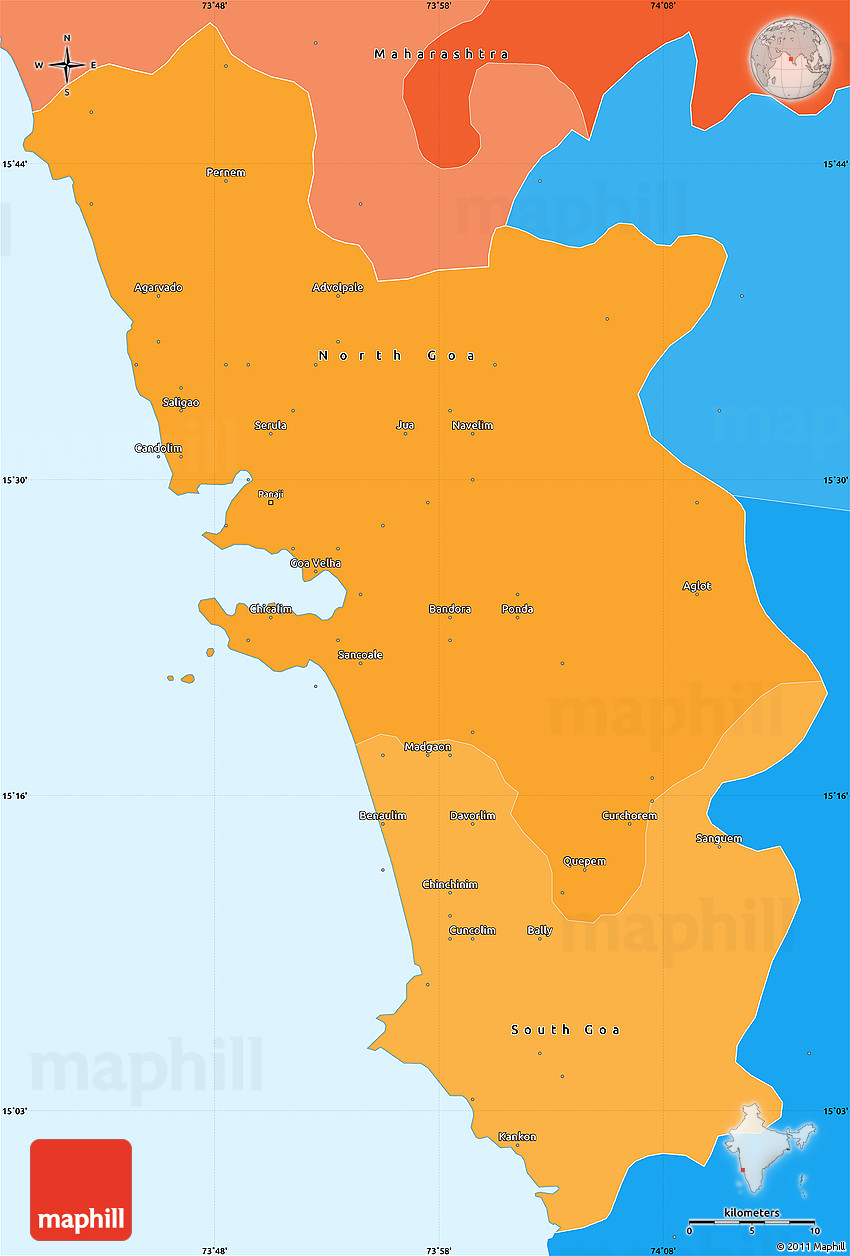 73°48' 73°58' 74°08'
N
W E
S
Maharashtra
15°44' 15°44'
Pernem
maphill
Agarvado Advolpale
North Goa
Saligao
Serula Jua Navelim
maphill
Candolim
15°30' 15°30'
Panaji
Goa Velha
Aglot
Chicalim Bandora Ponda
Sancoale
maphill
Madgaon
15°16' 15°16'
Benaulim Davorlim Curchorem
Sanguem
Quepem
Chinchinim
maphill
Cuncolim Bally
South Goa
maphill
15°03' 15°03'
Kankon
maphill
kilometers
0 5 10
73°48' 73°58' 74°08'
© 2011 Maphill